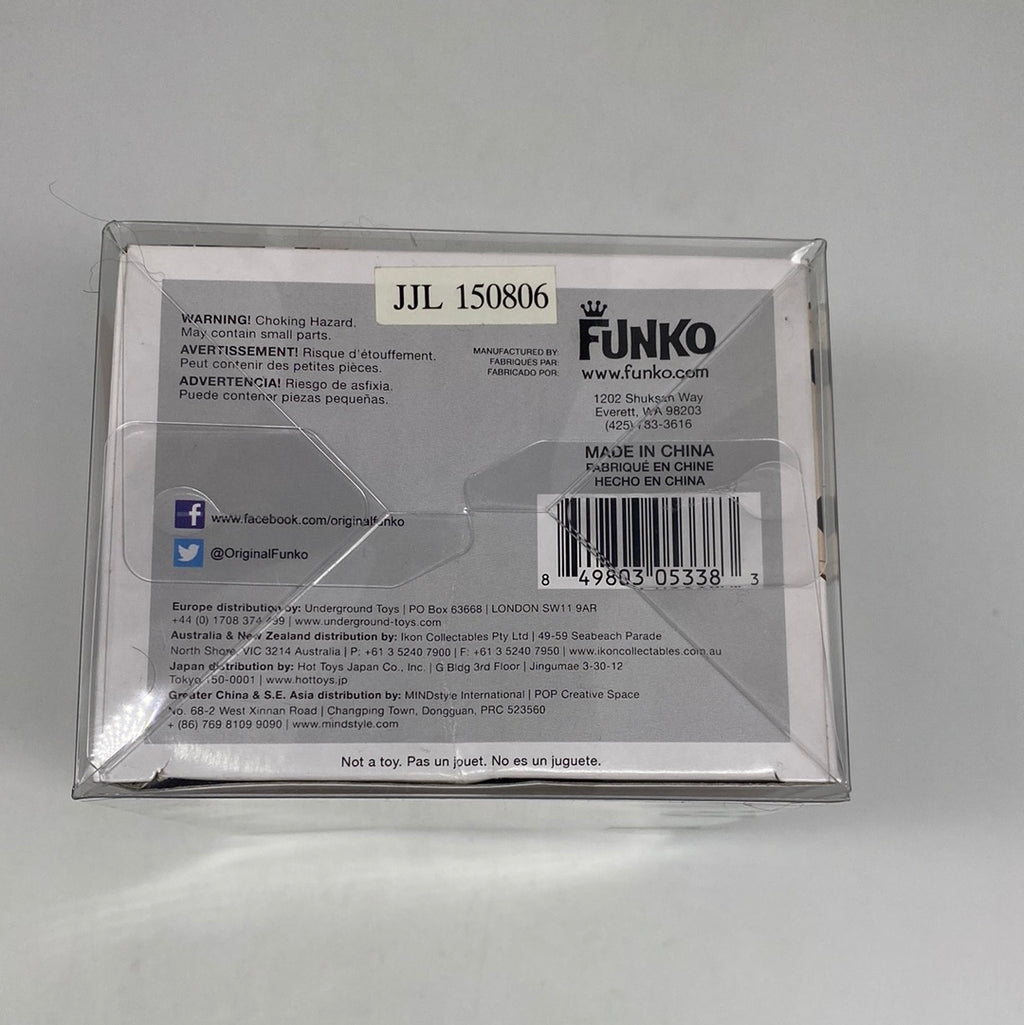 JJL 150806
WARNING! Choking Hazard.
May contain small parts.
AVERTISSEMENT! Risque d'étouffement.
Peut contenir des petites pièces.
ADVERTENCIA! Riesgo de asfixia.
Puede contener piezas pequeñas.
MANUFACTURED BY:
FABRIQUÉS PAR:
FABRICADO POR:
FUNKO
www.funko.com
1202 Shuksan Way
Everett, WA 98203
(425) 783-3616
MADE IN CHINA
FABRIQUÉ EN CHINE
HECHO EN CHINA
f www.facebook.com/originalfunko
@OriginalFunko
8 49803 05338 3
Europe distribution by: Underground Toys | PO Box 63668 | LONDON SW11 9AR
+44 (0) 1708 374 | www.underground-toys.com
Australia & New Zealand distribution by: Ikon Collectables Pty Ltd | 49-59 Seabeach Parade
North Shore, VIC 3214 Australia | P: +61 3 5240 7900 | F: +61 3 5240 7950 | www.ikoncollectables.com.au
Japan distribution by: Hot Toys Japan Co., Inc. | G Bldg 3rd Floor | Jingumae 3-30-12
Tokyo 150-0001 | www.hottoys.jp
Greater China & S.E. Asia distribution by: MINDstyle International | POP Creative Space
No. 68-2 West Xinnan Road | Changping Town, Dongguan, PRC 523560
+ (86) 769 8109 9090 | www.mindstyle.com
Not a toy. Pas un jouet. No es un juguete.